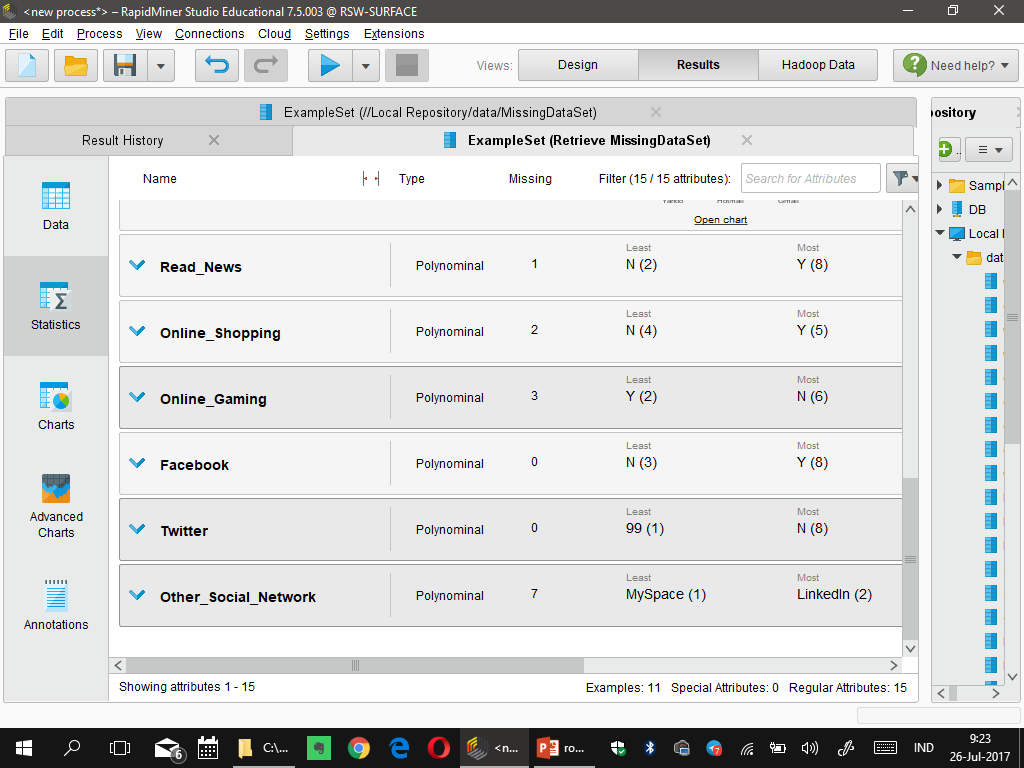 <new process*> – RapidMiner Studio Educational 7.5.003 @ RSW-SURFACE
File Edit Process View Connections Cloud Settings Extensions
Views: Design Results Hadoop Data Need help?
ExampleSet (//Local Repository/data/MissingDataSet)
Result History ExampleSet (Retrieve MissingDataSet)
Name Type Missing Filter (15 / 15 attributes): Search for Attributes
Yahoo Hotmail Gmail
Open chart
Read_News Polynominal 1 Least N (2) Most Y (8)
Online_Shopping Polynominal 2 Least N (4) Most Y (5)
Online_Gaming Polynominal 3 Least Y (2) Most N (6)
Facebook Polynominal 0 Least N (3) Most Y (8)
Twitter Polynominal 0 Least 99 (1) Most N (8)
Other_Social_Network Polynominal 7 Least MySpace (1) Most LinkedIn (2)
Showing attributes 1 - 15
Examples: 11 Special Attributes: 0 Regular Attributes: 15
Data
Statistics
Charts
Advanced
Charts
Annotations
pository
Sampl
DB
Local
dat
6 C:\... <n... ro... IND
9:23
26-Jul-2017